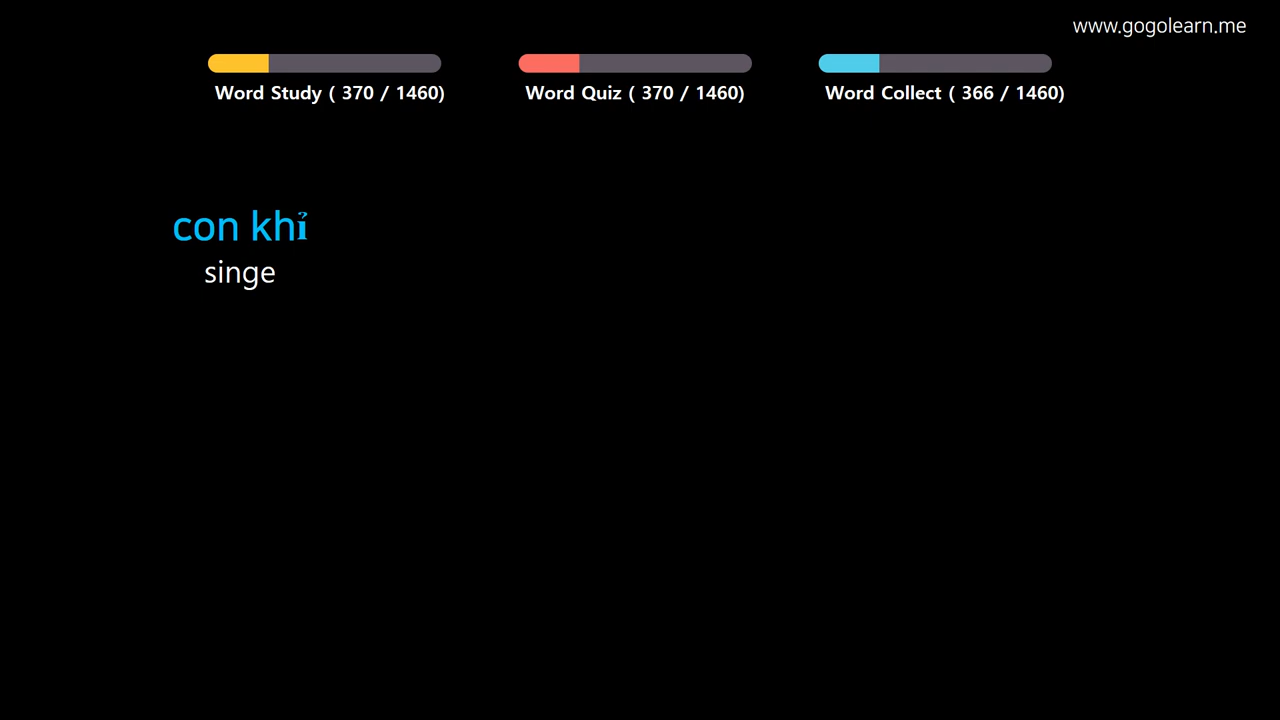 www.gogolearn.me
Word Study ( 370 / 1460)
Word Quiz ( 370 / 1460)
Word Collect ( 366 / 1460)
con khỉ
singe